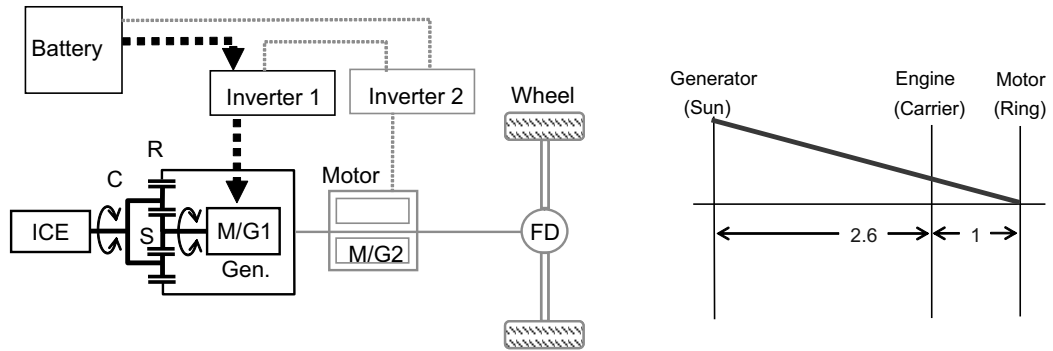 Battery
Inverter 1
Inverter 2
Wheel
R
C
Motor
ICE
S
M/G1
Gen.
M/G2
FD
Generator
(Sun)
Engine
(Carrier)
Motor
(Ring)
2.6
1